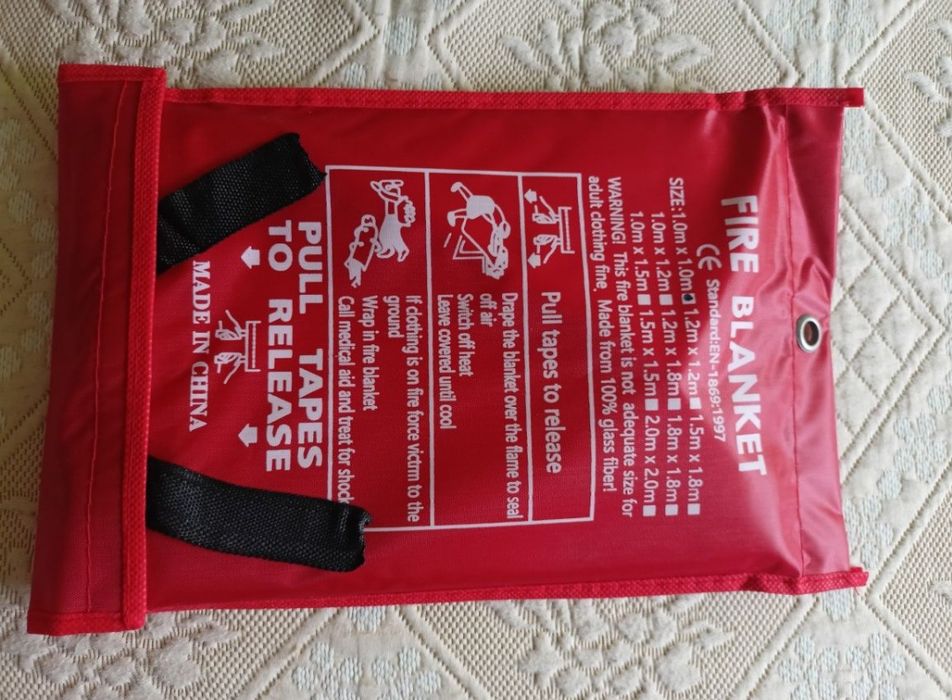 FIRE BLANKET
CE Standard:EN-1869:1997
SIZE:1.0m x 1.0m■ 1.2m x 1.2m■ 1.5m x 1.8m■
1.0m x 1.2m■ 1.2m x 1.8m■ 1.8m x 1.8m■
1.0m x 1.5m■ 1.5m x 1.5m■ 2.0m x 2.0m■
WARNING! This fire blanket is not adequate size for
adult clothing fine, Made from 100% glass fiber!
Pull tapes to release
Drape the blanket over the flame to seal
off air
Switch off heat
Leave covered until cool
If clothing is on fire force victrm to the
ground
Wrap in fire blanket
Call medical aid and treat for shock
PULL TAPES
TO RELEASE
MADE IN CHINA